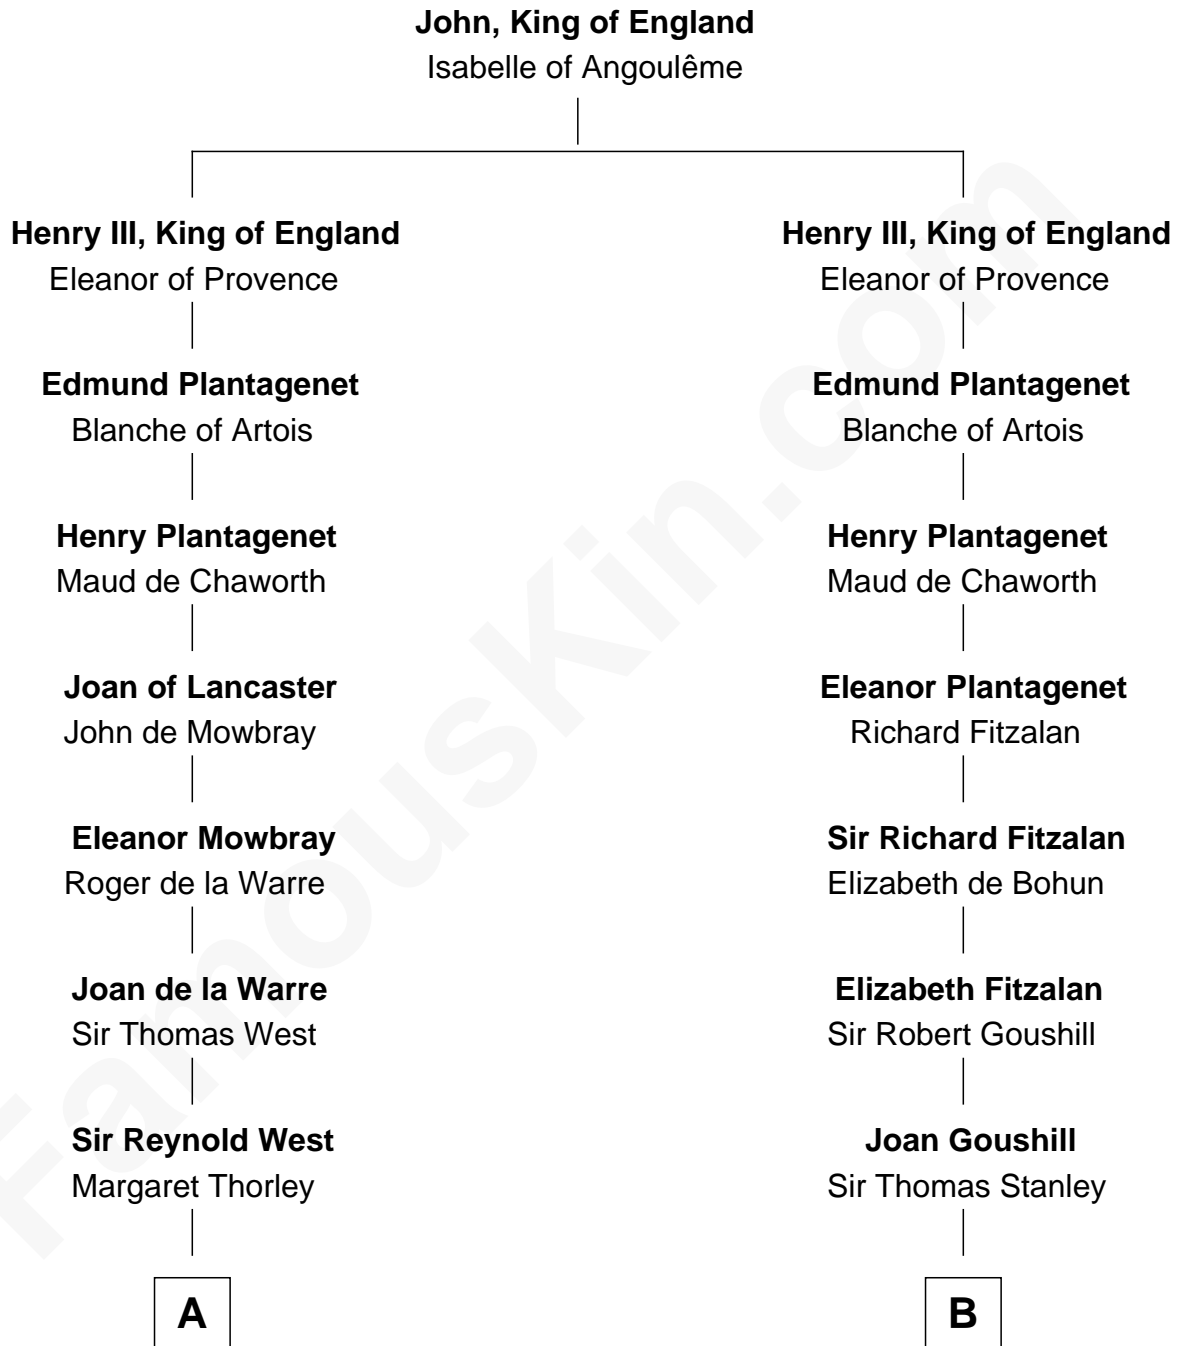 John, King of England
Isabelle of Angoulême
Henry III, King of England
Eleanor of Provence
Edmund Plantagenet
Blanche of Artois
Henry Plantagenet
Maud de Chaworth
Joan of Lancaster
John de Mowbray
Eleanor Mowbray
Roger de la Warre
Joan de la Warre
Sir Thomas West
Sir Reynold West
Margaret Thorley
A
Henry III, King of England
Eleanor of Provence
Edmund Plantagenet
Blanche of Artois
Henry Plantagenet
Maud de Chaworth
Eleanor Plantagenet
Richard Fitzalan
Sir Richard Fitzalan
Elizabeth de Bohun
Elizabeth Fitzalan
Sir Robert Goushill
Joan Goushill
Sir Thomas Stanley
B
FamousKin.com